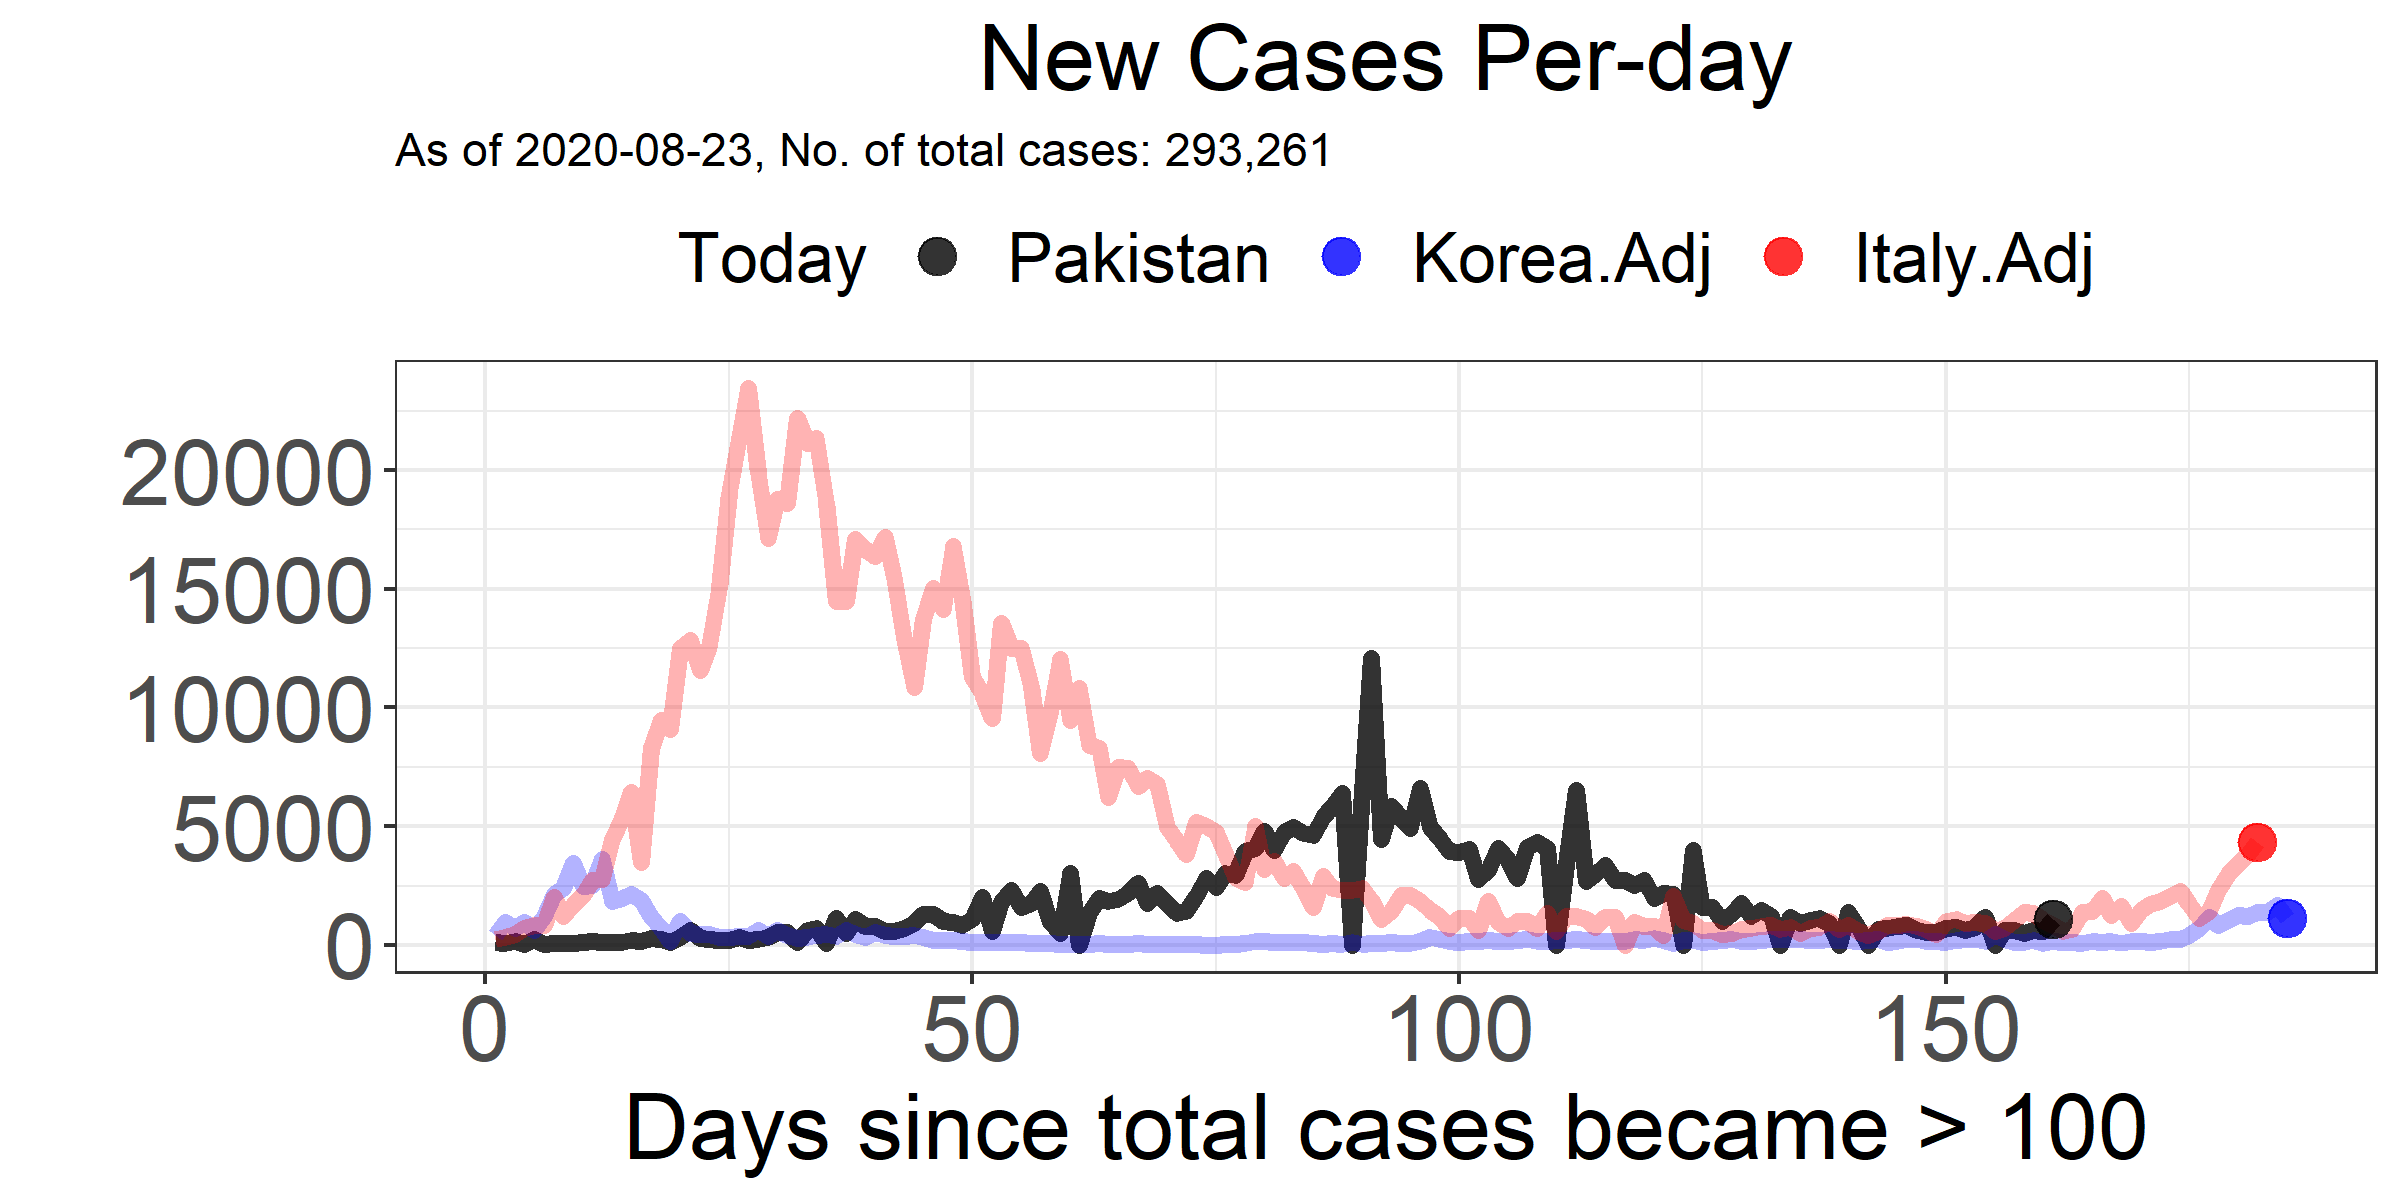 New Cases Per-day
As of 2020-08-23, No. of total cases: 293,261
Today Pakistan Korea.Adj Italy.Adj
20000
15000
10000
5000
0
0 50 100 150
Days since total cases became > 100